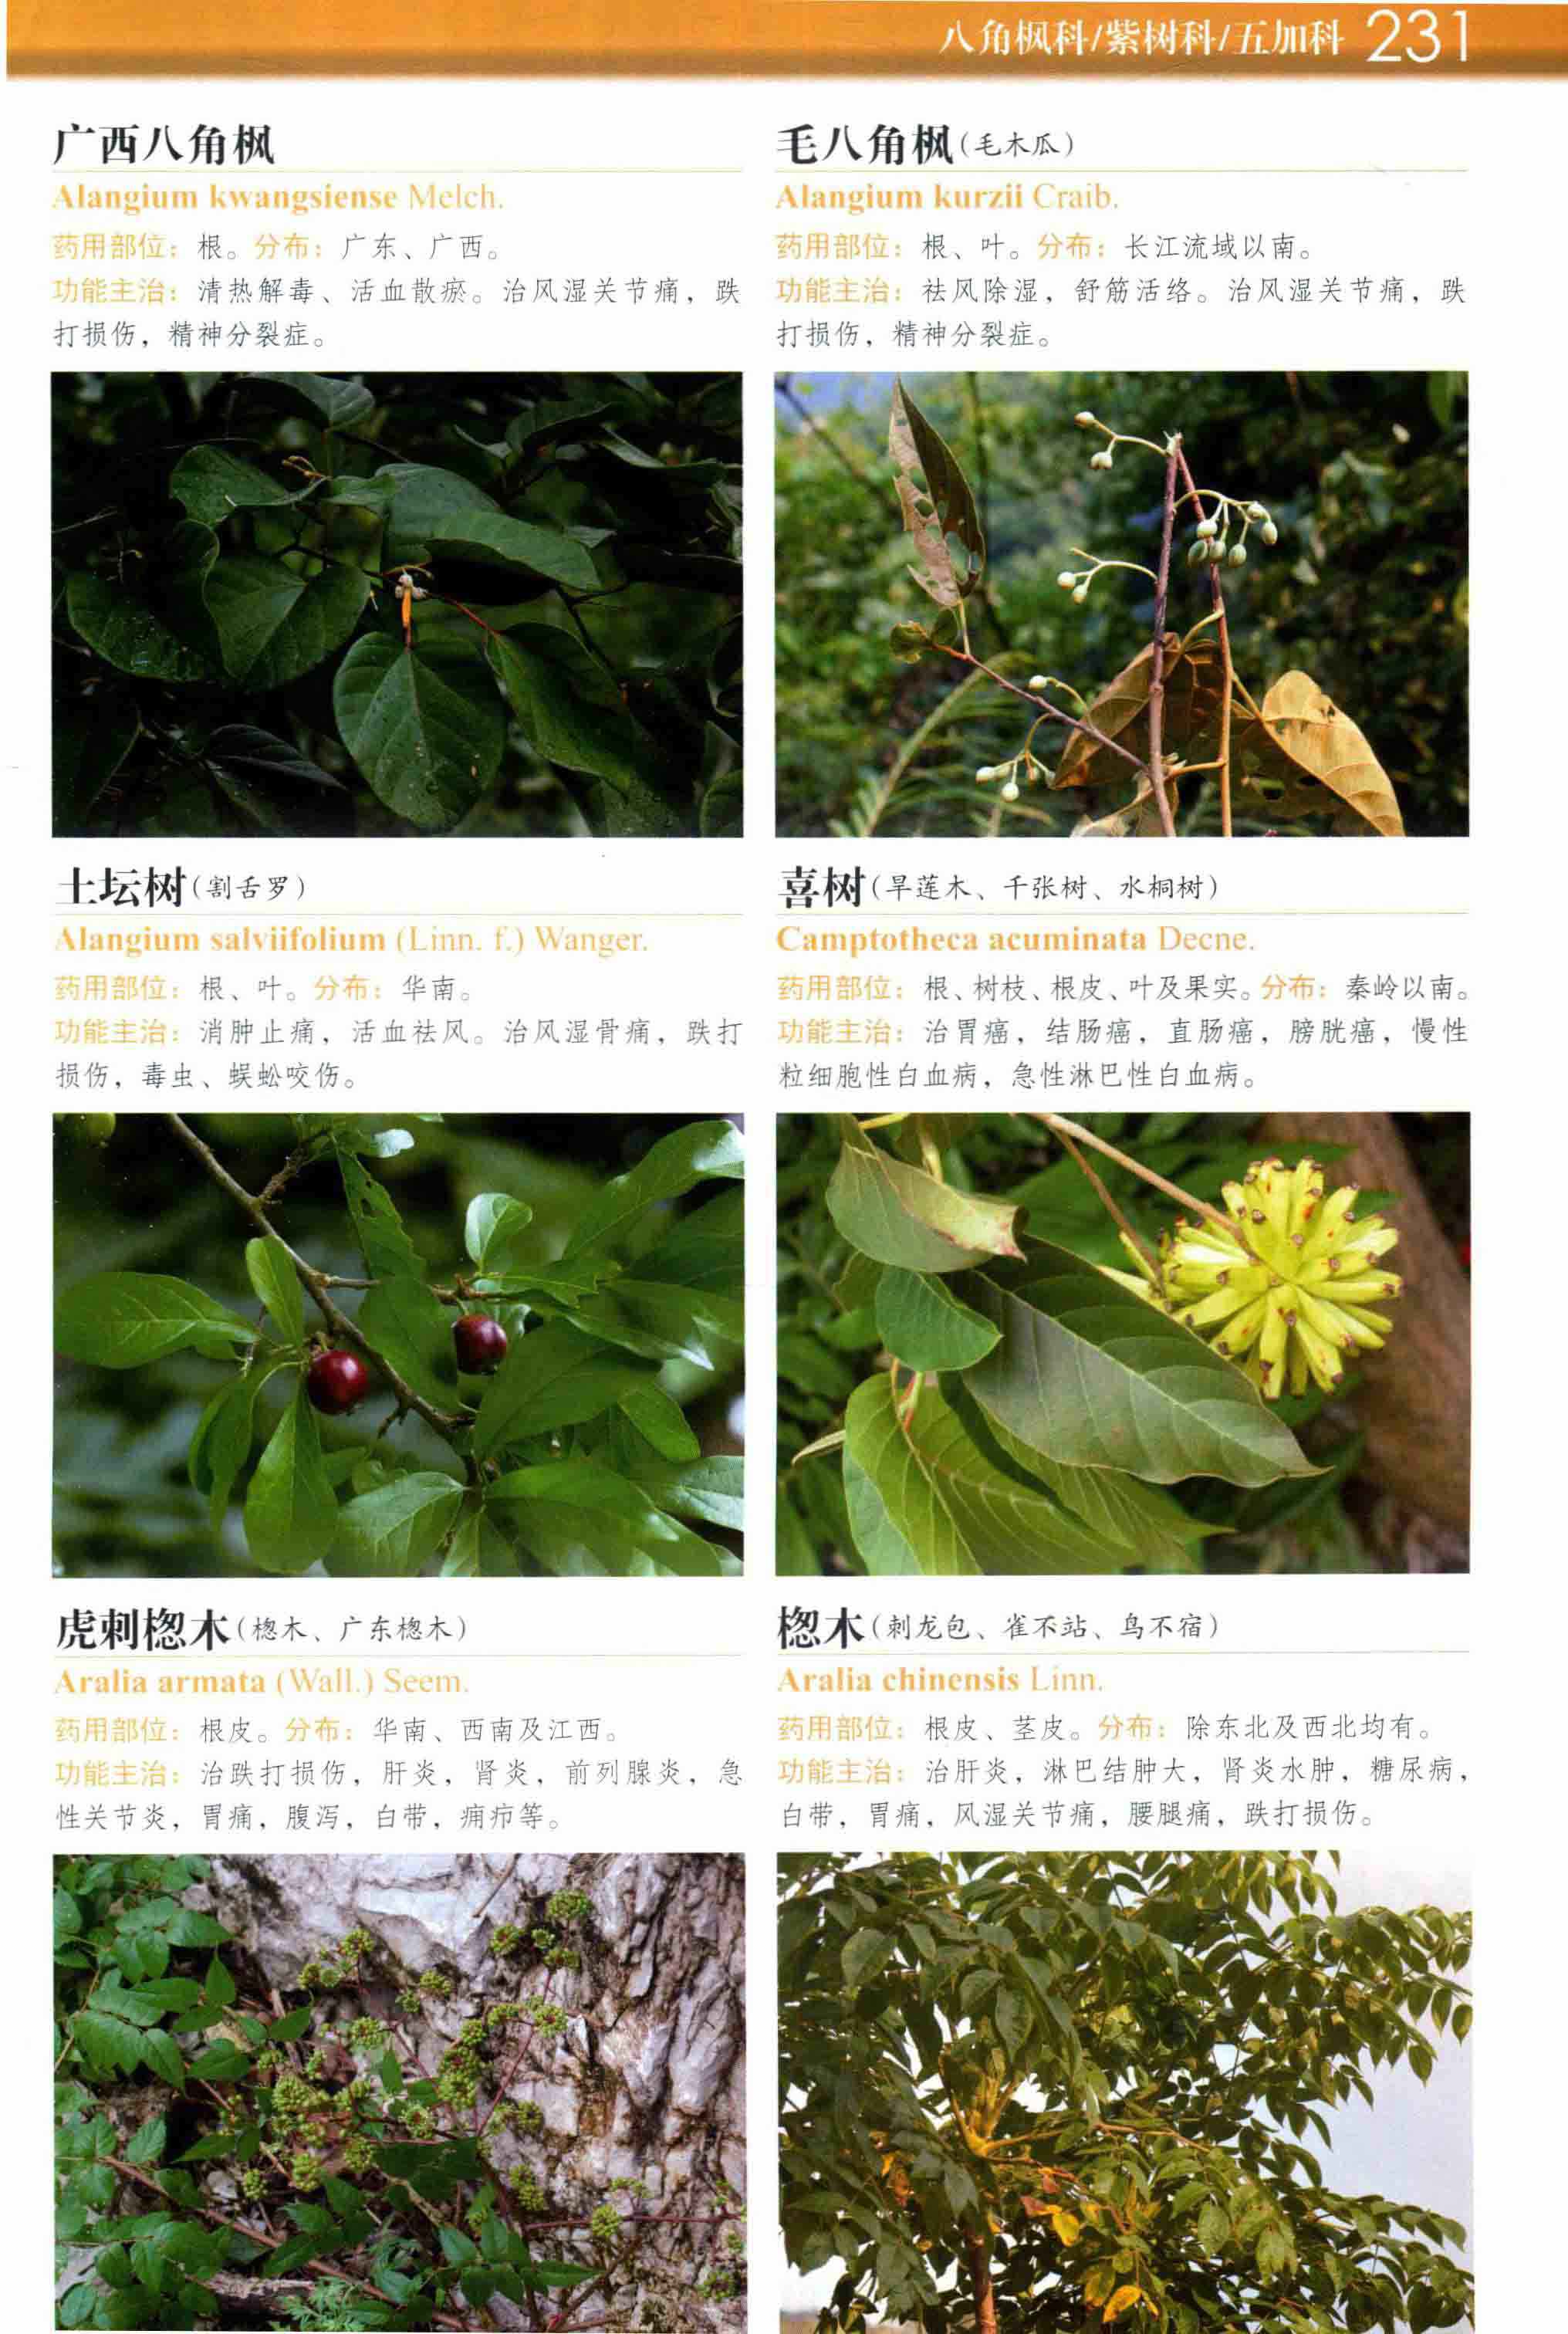 八角枫科/紫树科/五加科 231
广西八角枫
Alangium kwangsiense Melch.
药用部位：根。分布：广东、广西。
功能主治：清热解毒、活血散瘀。治风湿关节痛，跌
打损伤，精神分裂症。
毛八角枫（毛木瓜）
Alangium kurzii Craib.
药用部位：根、叶。分布：长江流域以南。
功能主治：祛风除湿，舒筋活络。治风湿关节痛，跌
打损伤，精神分裂症。
土坛树（割舌罗）
Alangium salviifolium (Linn. f.) Wanger.
药用部位：根、叶。分布：华南。
功能主治：消肿止痛，活血祛风。治风湿骨痛，跌打
损伤，毒虫、蜈蚣咬伤。
喜树（旱莲木、千张树、水桐树）
Camptotheca acuminata Decne.
药用部位：根、树枝、根皮、叶及果实。分布：秦岭以南。
功能主治：治胃癌，结肠癌，直肠癌，膀胱癌，慢性
粒细胞性白血病，急性淋巴性白血病。
虎刺楤木（楤木、广东楤木）
Aralia armata (Wall.) Seem.
药用部位：根皮。分布：华南、西南及江西。
功能主治：治跌打损伤，肝炎，肾炎，前列腺炎，急
性关节炎，胃痛，腹泻，白带，痈疖等。
楤木（刺龙包、雀不站、鸟不宿）
Aralia chinensis Linn.
药用部位：根皮、茎皮。分布：除东北及西北均有。
功能主治：治肝炎，淋巴结肿大，肾炎水肿，糖尿病，
白带，胃痛，风湿关节痛，腰腿痛，跌打损伤。